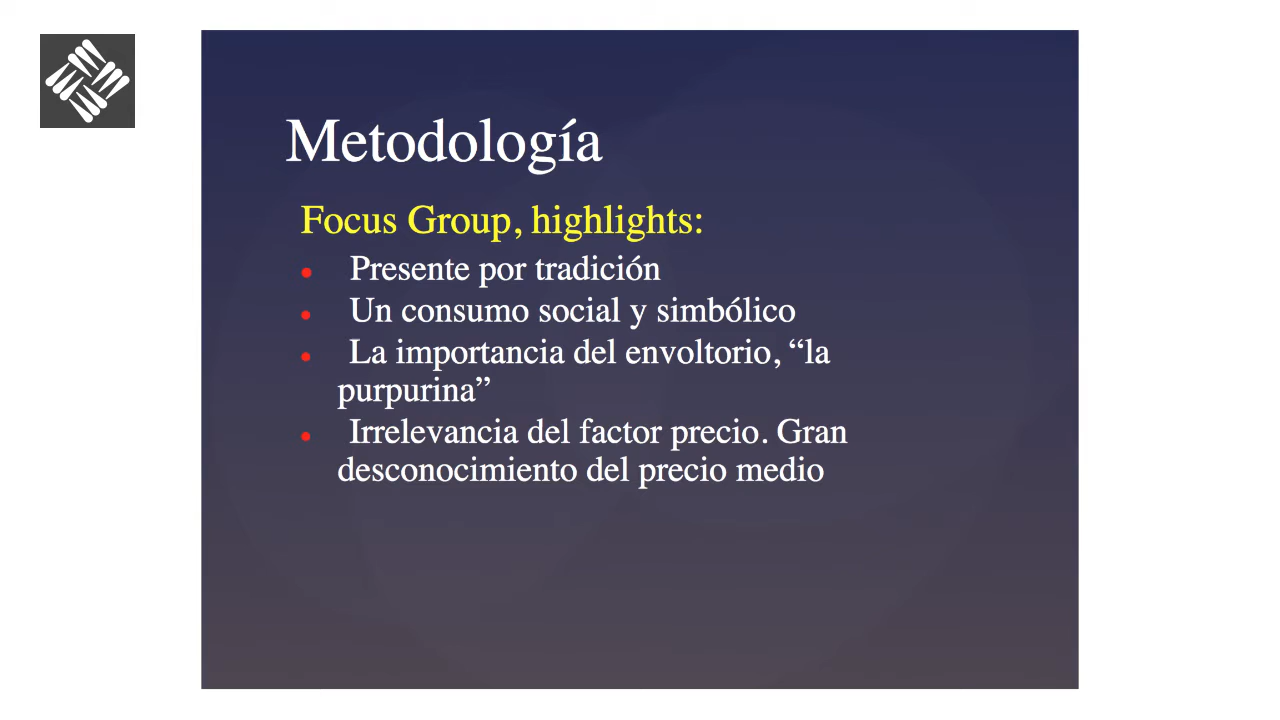 Metodología
Focus Group, highlights:
• Presente por tradición
• Un consumo social y simbólico
• La importancia del envoltorio, “la
purpurina”
• Irrelevancia del factor precio. Gran
desconocimiento del precio medio